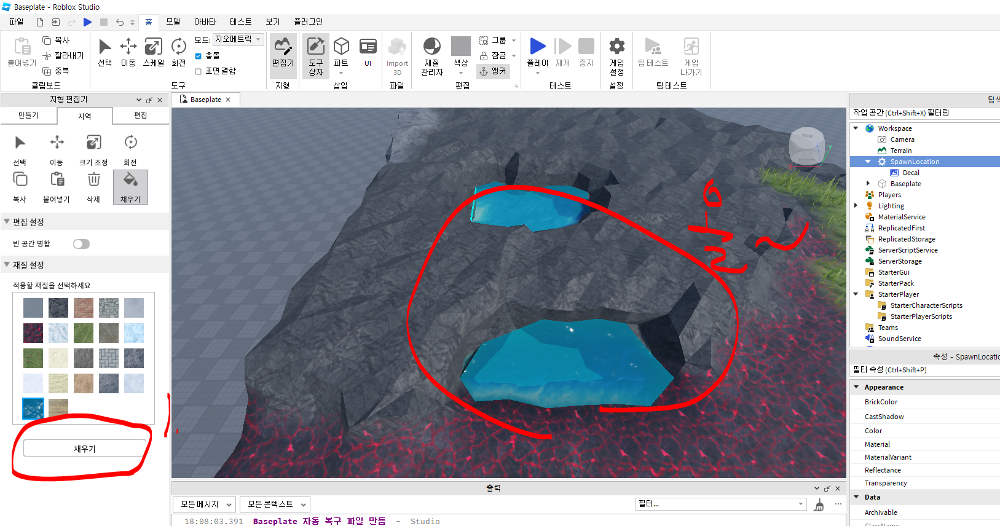 Baseplate - Roblox Studio
파일 홈 모델 아바타 테스트 보기 플러그인
붙여넣기 복사 잘라내기 중복 클립보드
선택 이동 스케일 회전 모드: 지오메트릭 충돌 표면 결합 도구
편집기 지형
도구 상자 파트 UI 삽입
Import 3D 파일
재질 관리자 색상 그룹 잠금 앵커 편집
플레이 재개 중지 테스트
게임 설정 설정
팀 테스트 게임 나가기 팀 테스트
지형 편집기
만들기 지역 편집
선택 이동 크기 조정 회전
복사 붙여넣기 삭제 채우기
편집 설정
빈 공간 병합
재질 설정
적용할 재질을 선택하세요
채우기
Baseplate
Top
Y
물~
출력
모든 메시지 모든 콘텍스트 필터...
18:08:03.391 Baseplate 자동 복구 파일 만듬 - Studio
탐색
작업 공간 (Ctrl+Shift+X) 필터링
Workspace
Camera
Terrain
SpawnLocation
Decal
Baseplate
Players
Lighting
MaterialService
ReplicatedFirst
ReplicatedStorage
ServerScriptService
ServerStorage
StarterGui
StarterPack
StarterPlayer
StarterCharacterScripts
StarterPlayerScripts
Teams
SoundService
속성 - SpawnLocatio
필터 속성 (Ctrl+Shift+P)
Appearance
BrickColor
CastShadow
Color
Material
MaterialVariant
Reflectance
Transparency
Data
Archivable
ClassName